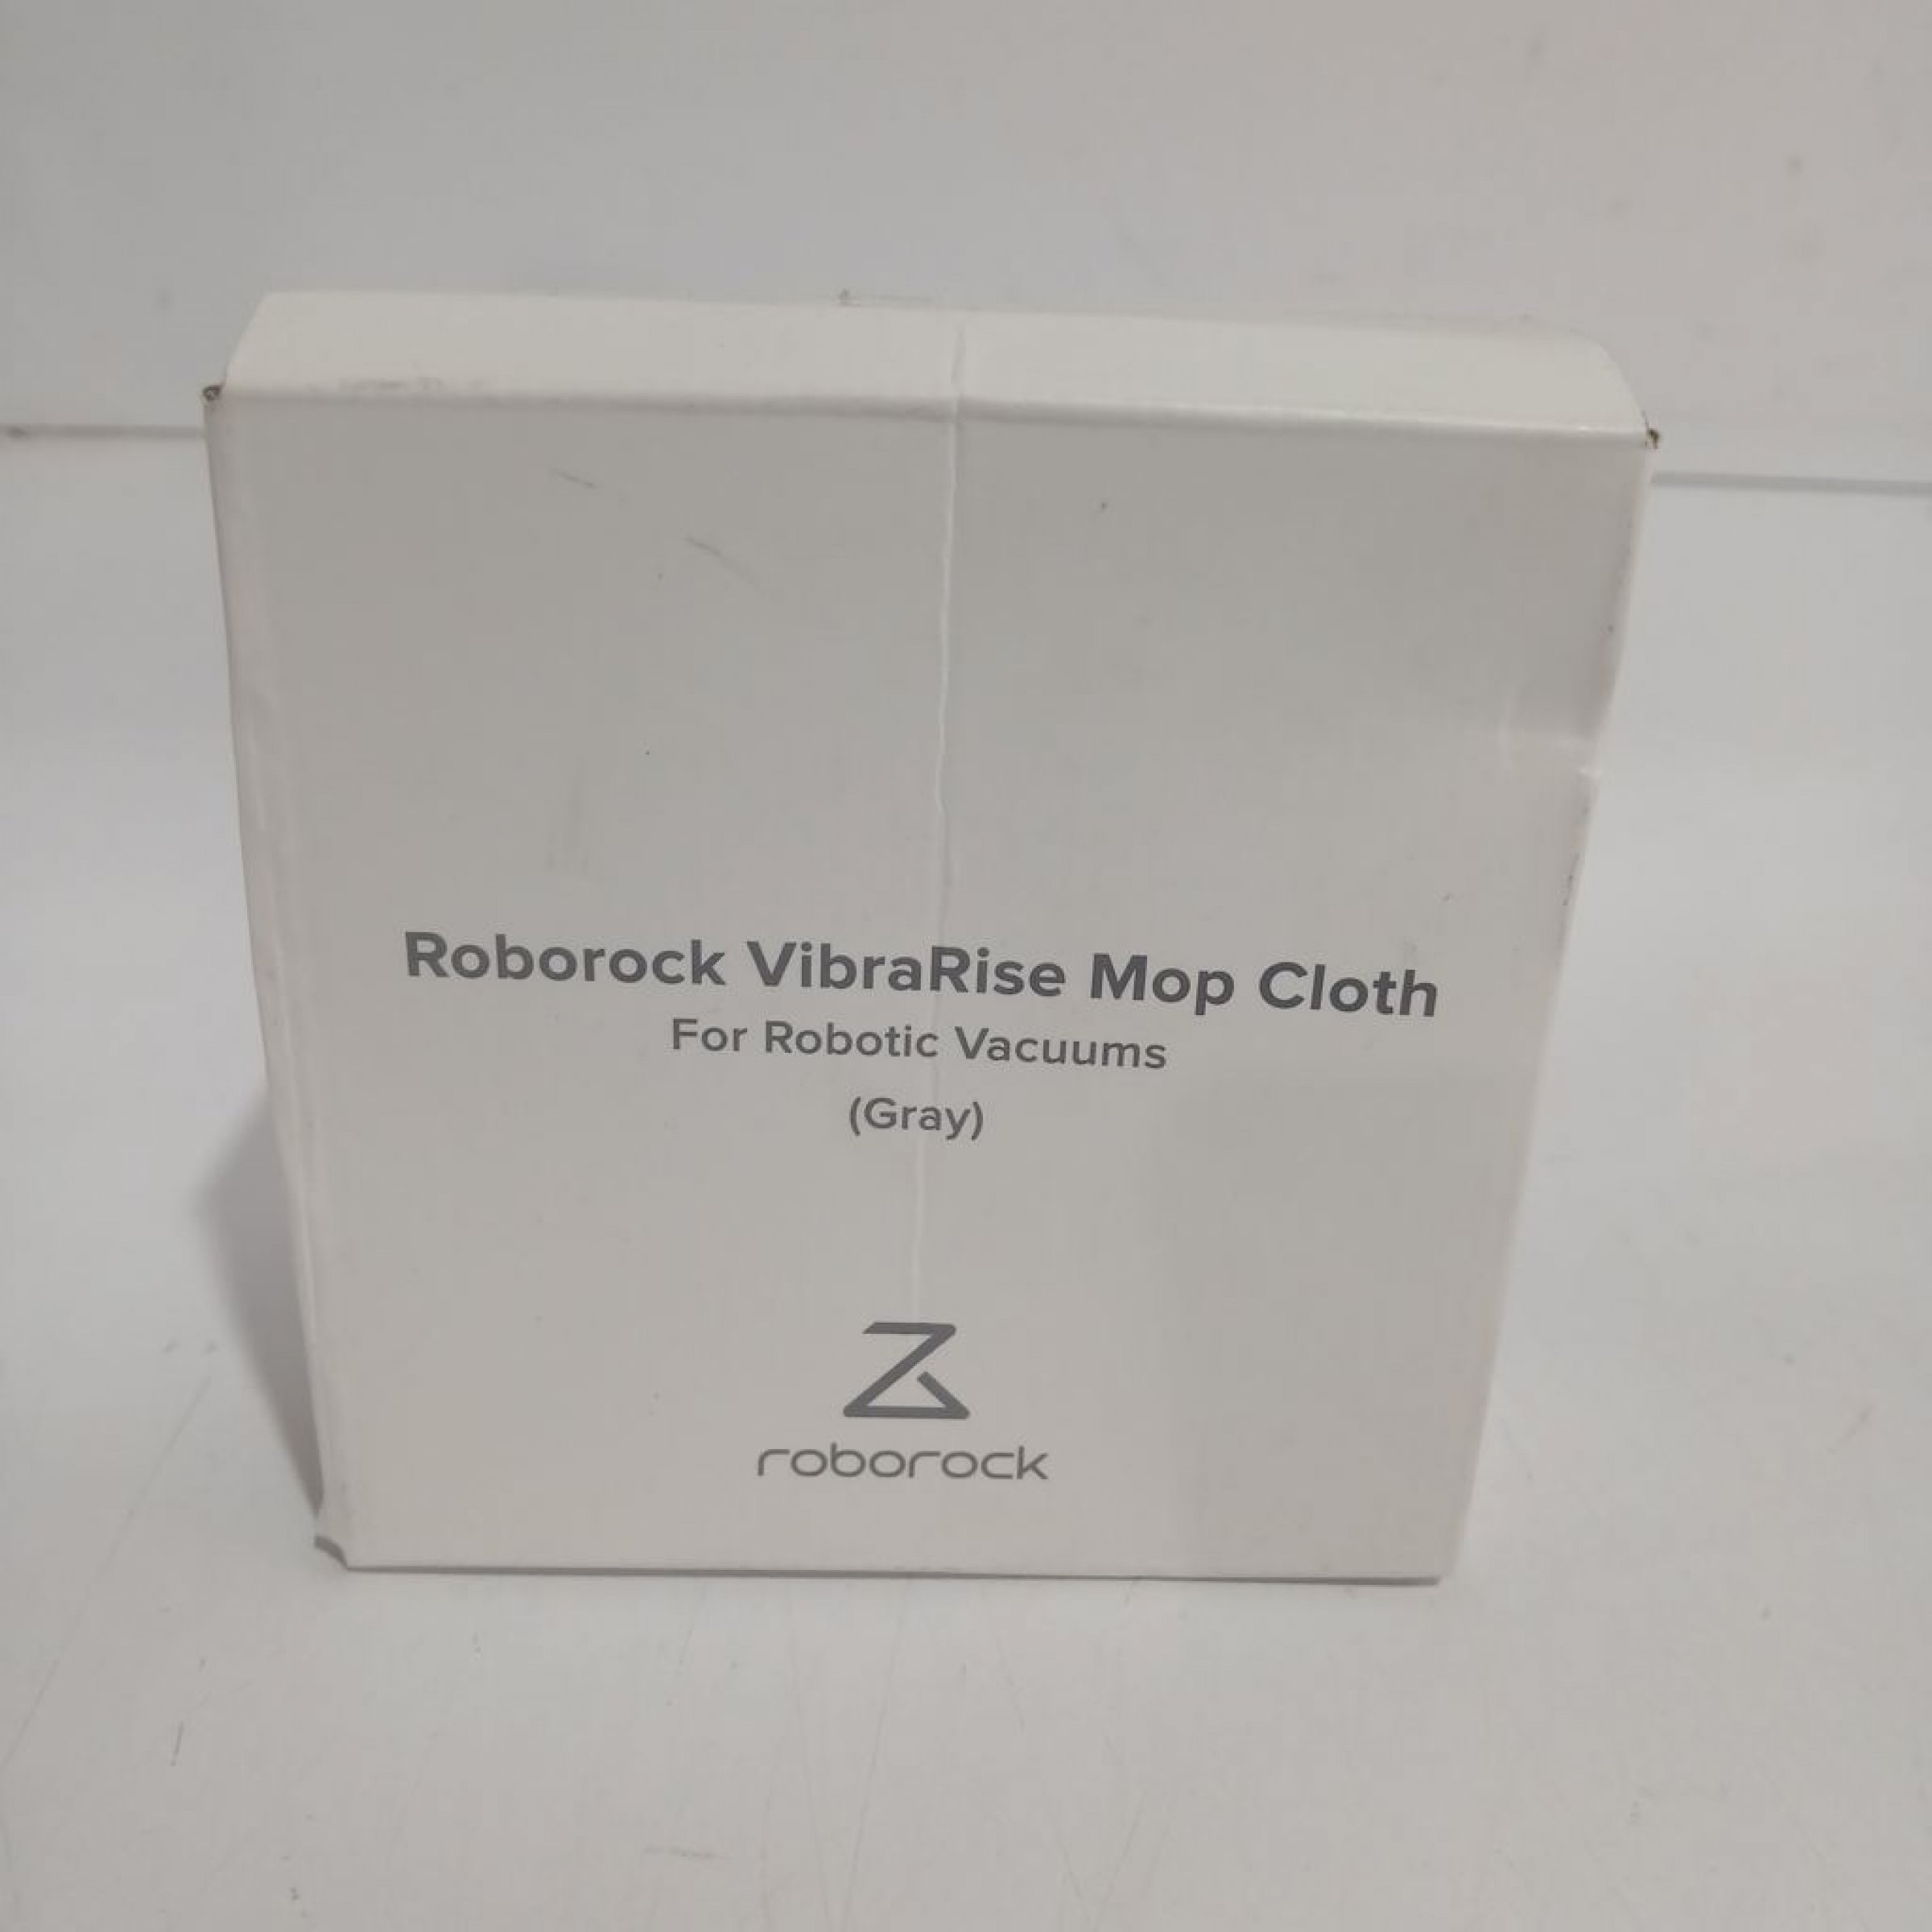 Roborock VibraRise Mop Cloth
For Robotic Vacuums
(Gray)
roborock